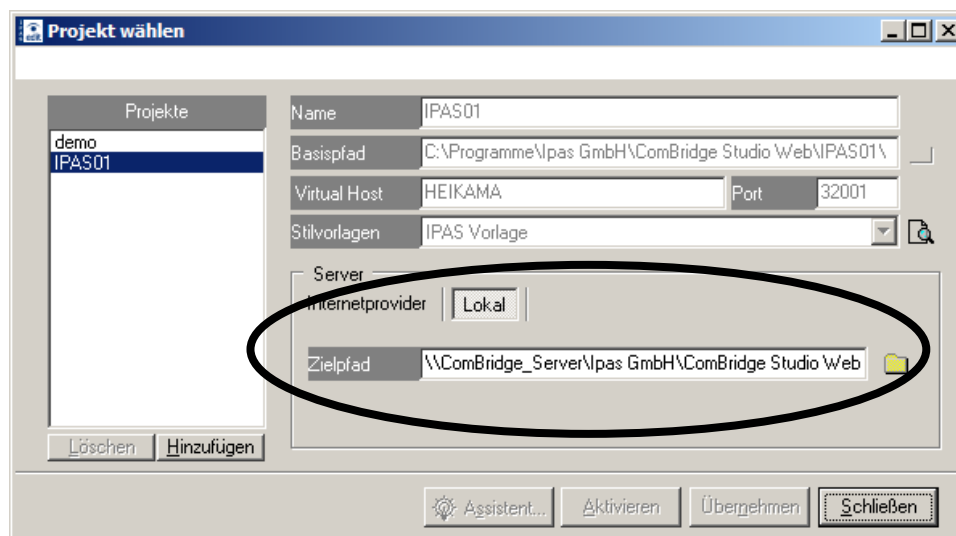 Projekt wählen
Projekte
demo
IPAS01
Löschen
Hinzufügen
Name
IPAS01
Basispfad
C:\Programme\Ipas GmbH\ComBridge Studio Web\IPAS01\
Virtual Host
HEIKAMA
Port
32001
Stilvorlagen
IPAS Vorlage
Server
Internetprovider
Lokal
Zielpfad
\\ComBridge_Server\Ipas GmbH\ComBridge Studio Web
Assistent...
Aktivieren
Übernehmen
Schließen